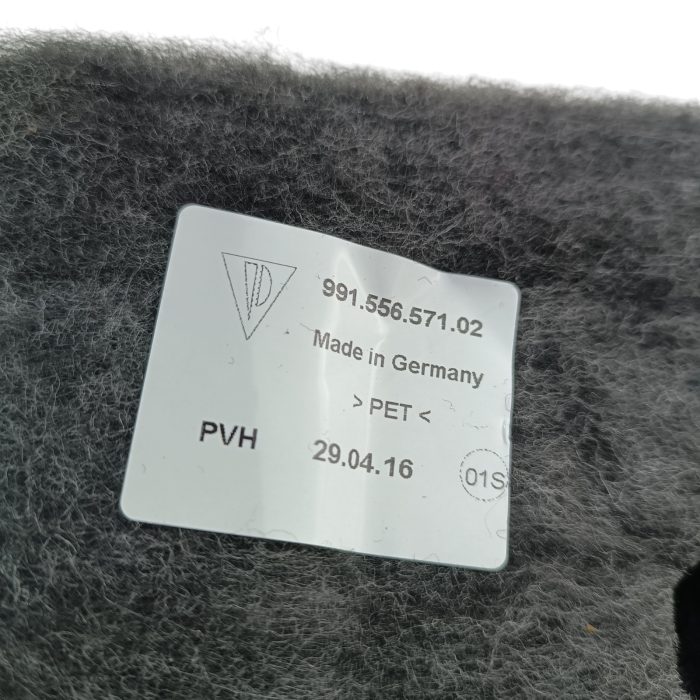 991.556.571.02
Made in Germany
> PET <
PVH 29.04.16
01S